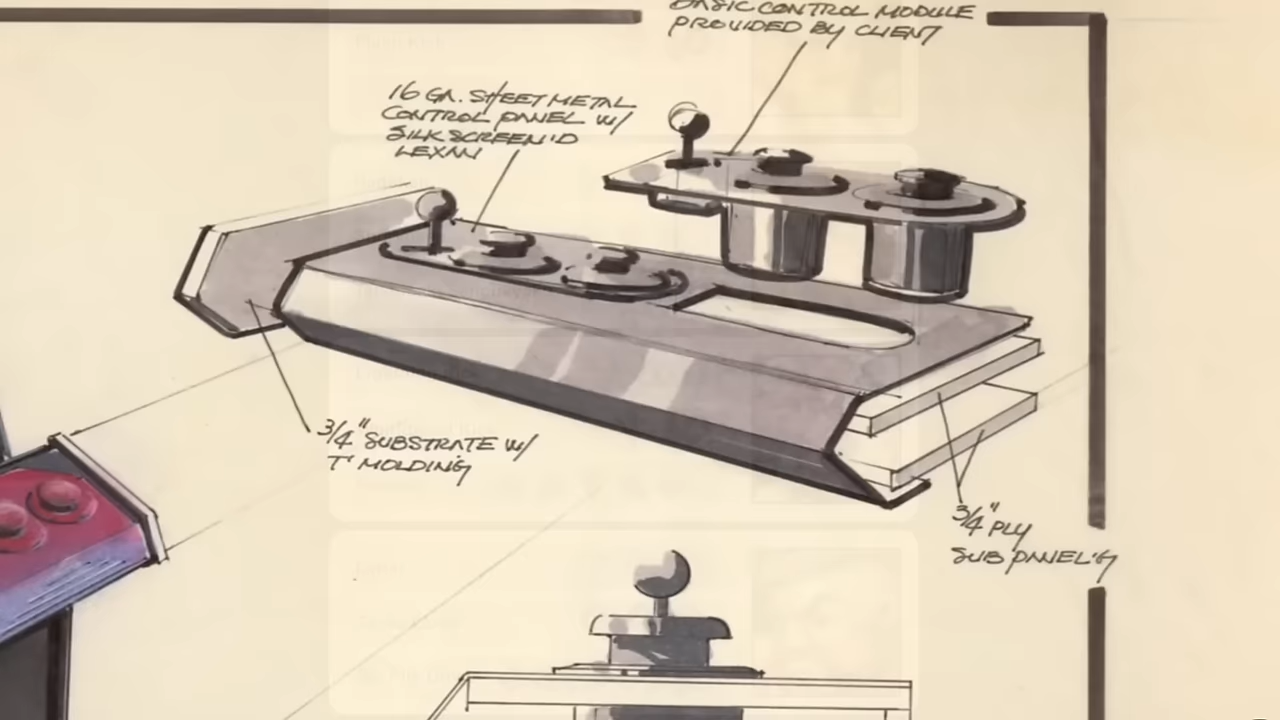 BASIC CONTROL MODULE
PROVIDED BY CLIENT
16 GA. SHEET METAL
CONTROL PANEL W/
SILK SCREEN'D
LEXAN
3/4" SUBSTRATE W/
T MOLDING
3/4" PLY
SUB PANEL'G